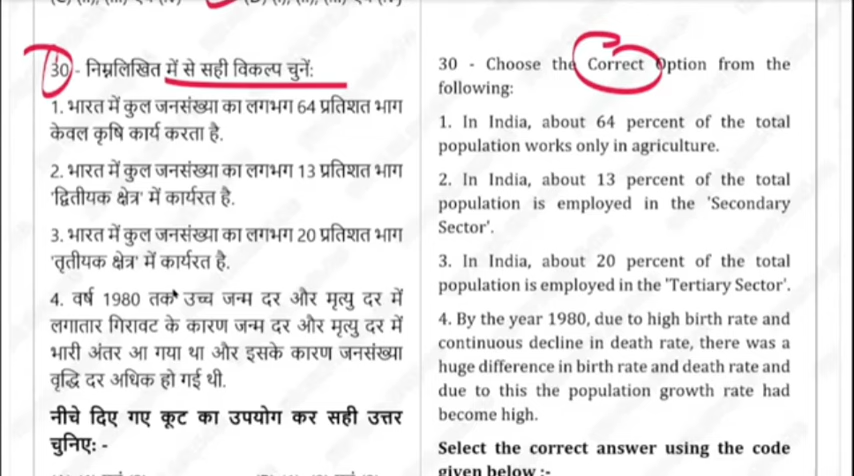 30 - निम्नलिखित में से सही विकल्प चुनें:
1. भारत में कुल जनसंख्या का लगभग 64 प्रतिशत भाग
केवल कृषि कार्य करता है.
2. भारत में कुल जनसंख्या का लगभग 13 प्रतिशत भाग
'द्वितीयक क्षेत्र' में कार्यरत है.
3. भारत में कुल जनसंख्या का लगभग 20 प्रतिशत भाग
'तृतीयक क्षेत्र' में कार्यरत है.
4. वर्ष 1980 तक उच्च जन्म दर और मृत्यु दर में
लगातार गिरावट के कारण जन्म दर और मृत्यु दर में
भारी अंतर आ गया था और इसके कारण जनसंख्या
वृद्धि दर अधिक हो गई थी.
नीचे दिए गए कूट का उपयोग कर सही उत्तर
चुनिए: -
30 - Choose the Correct Option from the
following:
1. In India, about 64 percent of the total
population works only in agriculture.
2. In India, about 13 percent of the total
population is employed in the 'Secondary
Sector'.
3. In India, about 20 percent of the total
population is employed in the 'Tertiary Sector'.
4. By the year 1980, due to high birth rate and
continuous decline in death rate, there was a
huge difference in birth rate and death rate and
due to this the population growth rate had
become high.
Select the correct answer using the code
given below :-